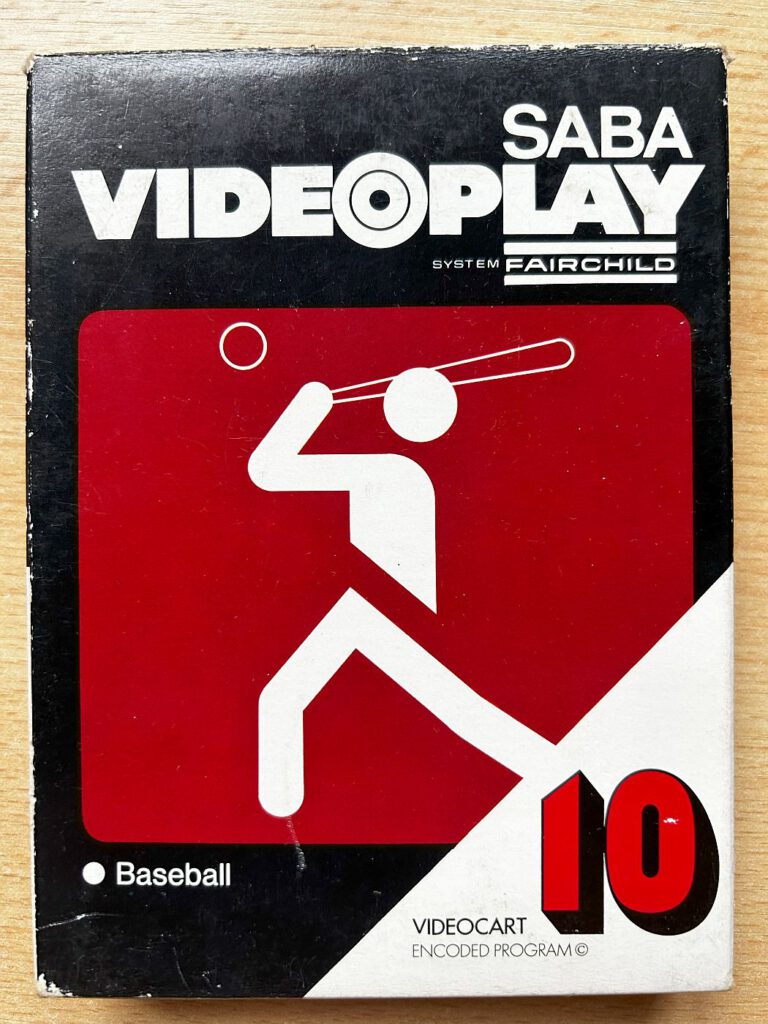 SABA
VIDEOPLAY
SYSTEM FAIRCHILD
Baseball
10
VIDEOCART
ENCODED PROGRAM ©